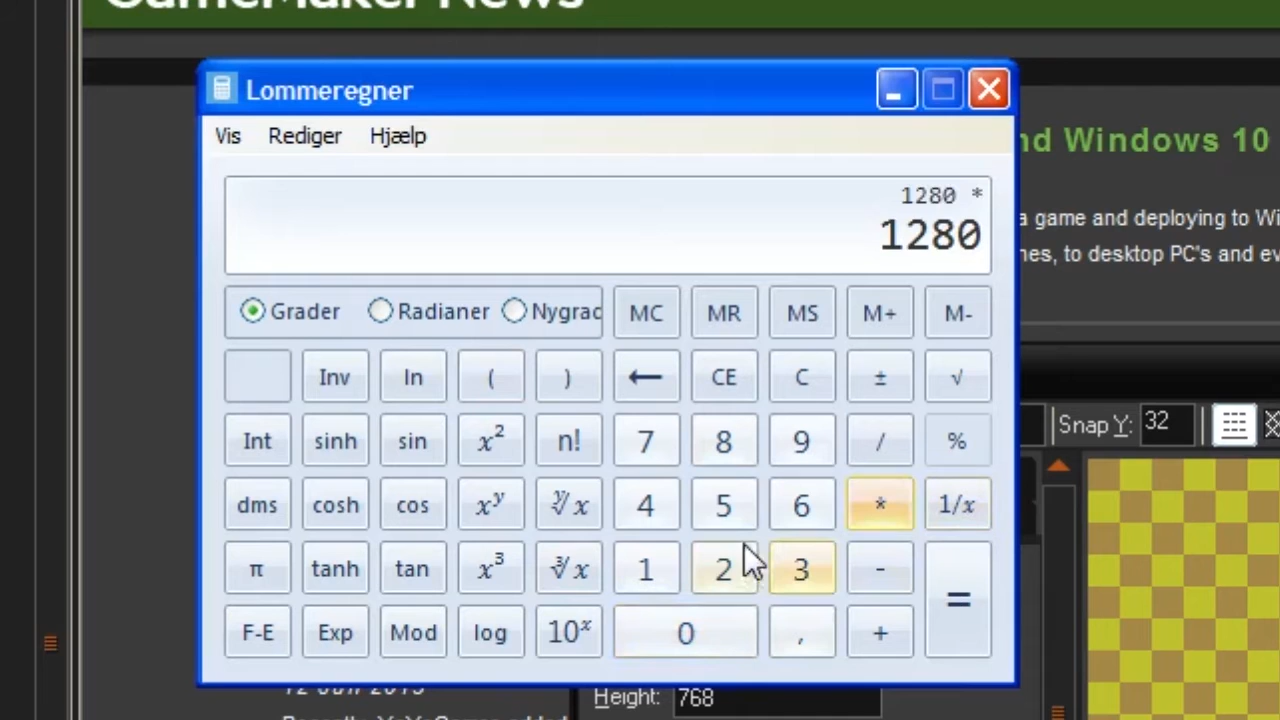 GameMaker News
Lommeregner
Vis Rediger Hjælp
1280 *
1280
nd Windows 10
a game and deploying to Wi
nes, to desktop PC's and ev
Grader Radianer Nygrad MC MR MS M+ M-
Inv ln ( ) ← CE C ± √
Int sinh sin x² n! 7 8 9 / %
dms cosh cos xʸ ʸ√x 4 5 6 * 1/x
π tanh tan x³ ³√x 1 2 3 - =
F-E Exp Mod log 10ˣ 0 , +
Snap Y: 32
Height: 768